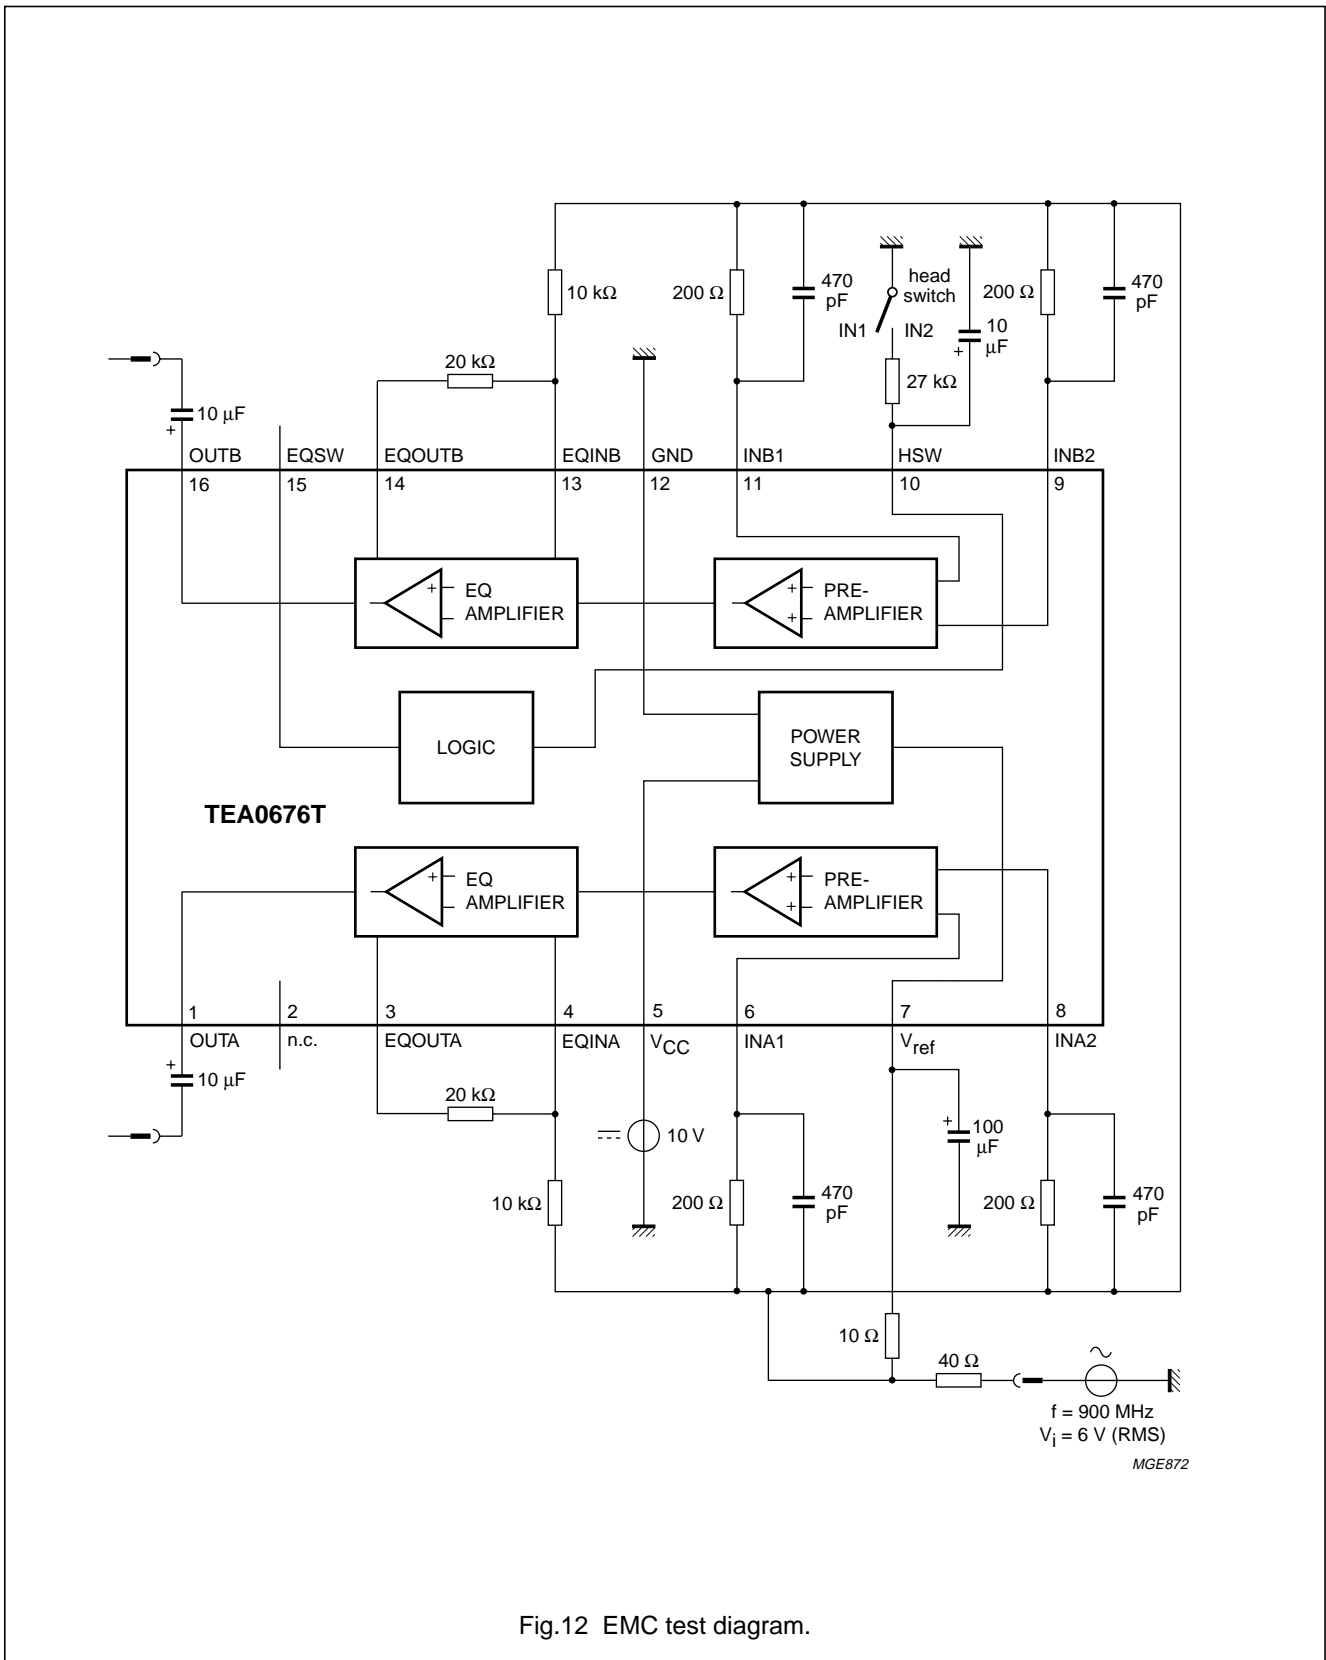 10 kΩ
200 Ω
470
pF
head
switch
IN1
IN2
+
10
μF
27 kΩ
200 Ω
470
pF
20 kΩ
+
10 μF
OUTB
EQSW
EQOUTB
EQINB
GND
INB1
HSW
INB2
16
15
14
13
12
11
10
9
+
EQ
AMPLIFIER
+
+
PRE-
AMPLIFIER
LOGIC
POWER
SUPPLY
TEA0676T
+
EQ
AMPLIFIER
+
+
PRE-
AMPLIFIER
1
2
3
4
5
6
7
8
OUTA
n.c.
EQOUTA
EQINA
VCC
INA1
Vref
INA2
+
10 μF
20 kΩ
10 V
+
100
μF
10 kΩ
200 Ω
470
pF
200 Ω
470
pF
10 Ω
40 Ω
f = 900 MHz
Vi = 6 V (RMS)
MGE872
Fig.12 EMC test diagram.